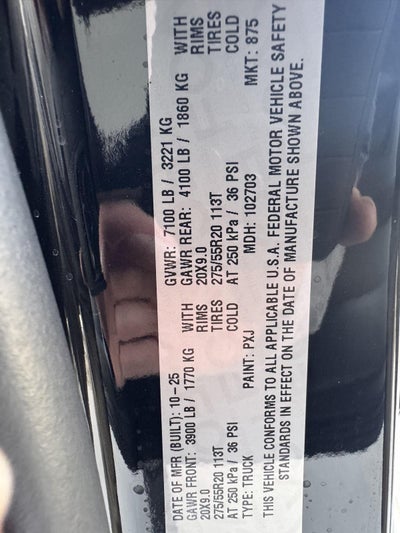 DATE OF MFR (BUILT): 10-25 GVWR: 7100 LB / 3221 KG
GAWR FRONT: 3900 LB / 1770 KG WITH GAWR REAR: 4100 LB / 1860 KG WITH
20X9.0 RIMS 20X9.0 RIMS
275/55R20 113T TIRES 275/55R20 113T TIRES
AT 250 kPa / 36 PSI COLD AT 250 kPa / 36 PSI COLD
TYPE: TRUCK PAINT: PXJ MDH: 102703 MKT: 875
THIS VEHICLE CONFORMS TO ALL APPLICABLE U.S.A. FEDERAL MOTOR VEHICLE SAFETY
STANDARDS IN EFFECT ON THE DATE OF MANUFACTURE SHOWN ABOVE.